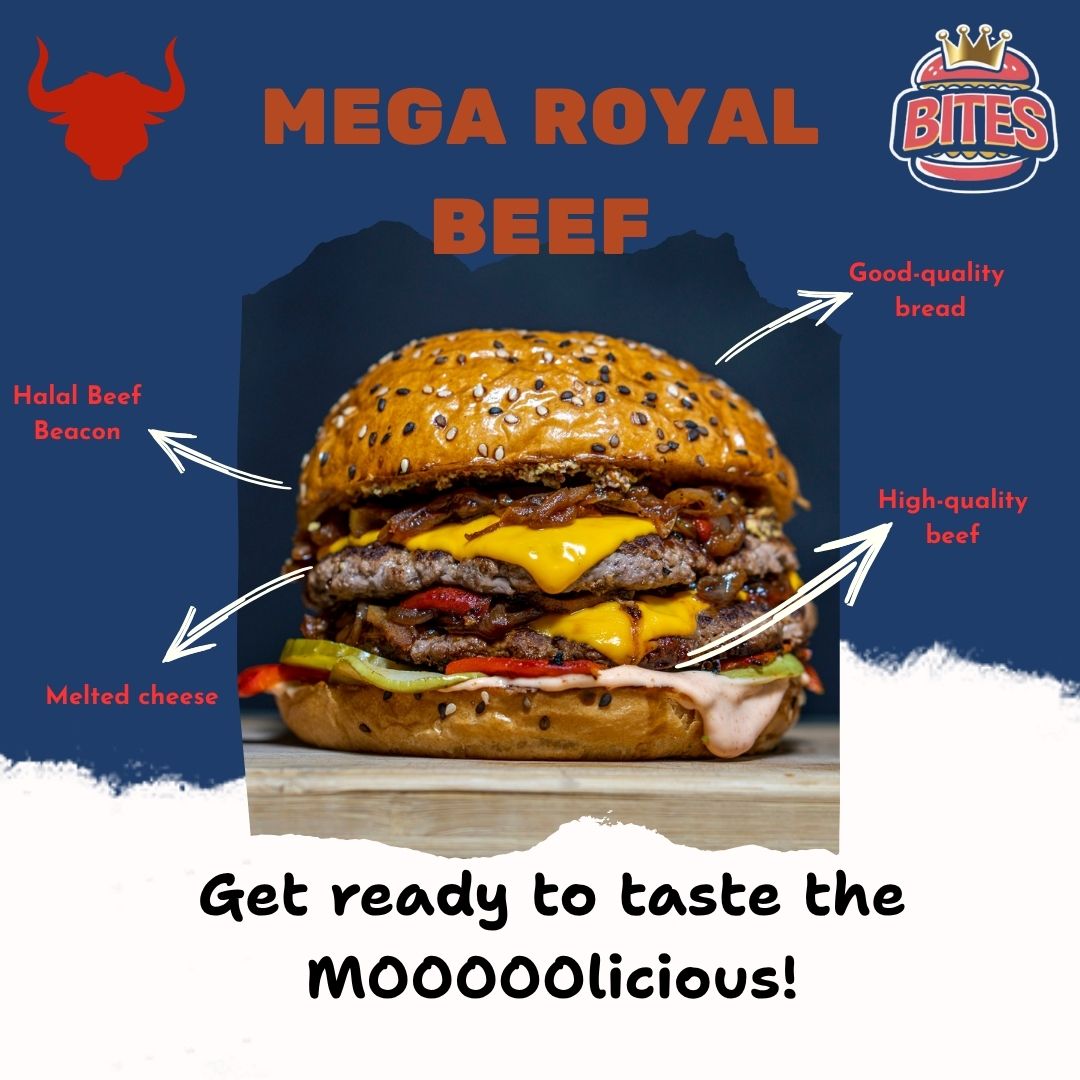 MEGA ROYAL
BEEF
BITES
Good-quality
bread
Halal Beef
Beacon
High-quality
beef
Melted cheese
Get ready to taste the
MOOOOOlicious!